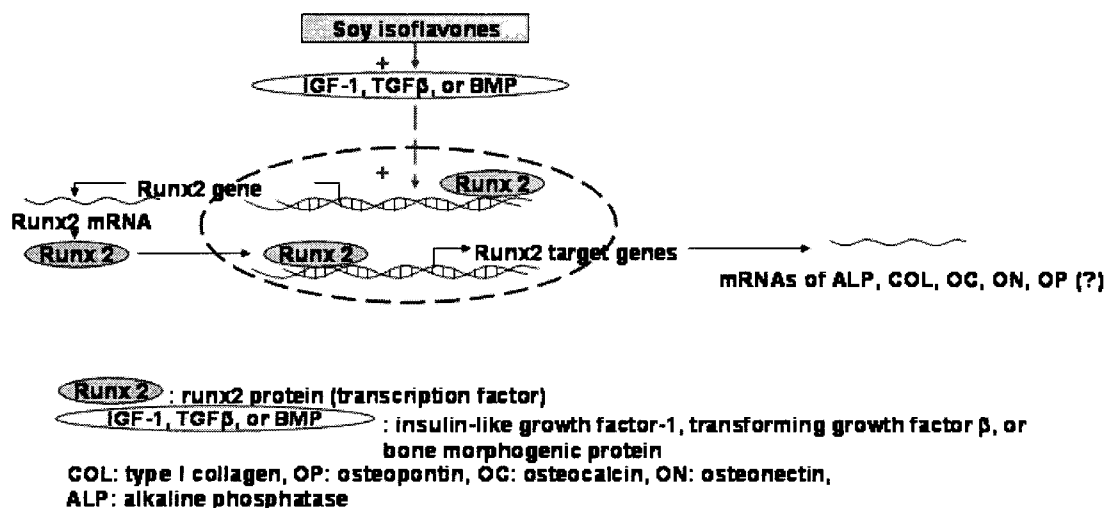 Soy isoflavones
+
IGF-1, TGFβ, or BMP
+
Runx 2
Runx2 gene
Runx2 mRNA
Runx 2
Runx 2
Runx2 target genes
mRNAs of ALP, COL, OC, ON, OP (?)
Runx 2 : runx2 protein (transcription factor)
IGF-1, TGFβ, or BMP : insulin-like growth factor-1, transforming growth factor β, or
bone morphogenic protein
COL: type I collagen, OP: osteopontin, OC: osteocalcin, ON: osteonectin,
ALP: alkaline phosphatase